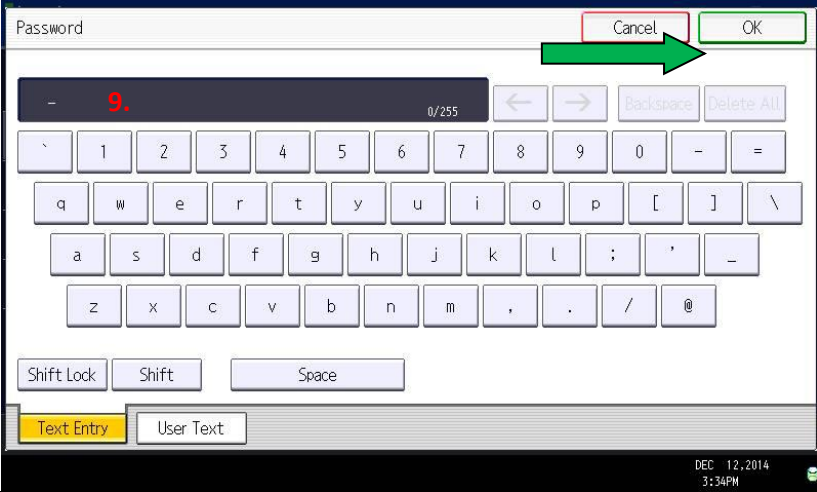 Password Cancel OK
_ 9. 0/255 ← → Backspace Delete All
` 1 2 3 4 5 6 7 8 9 0 - =
q w e r t y u i o p [ ] \
a s d f g h j k l ; ' _
z x c v b n m , . / @
Shift Lock Shift Space
Text Entry User Text
DEC 12,2014
3:34PM